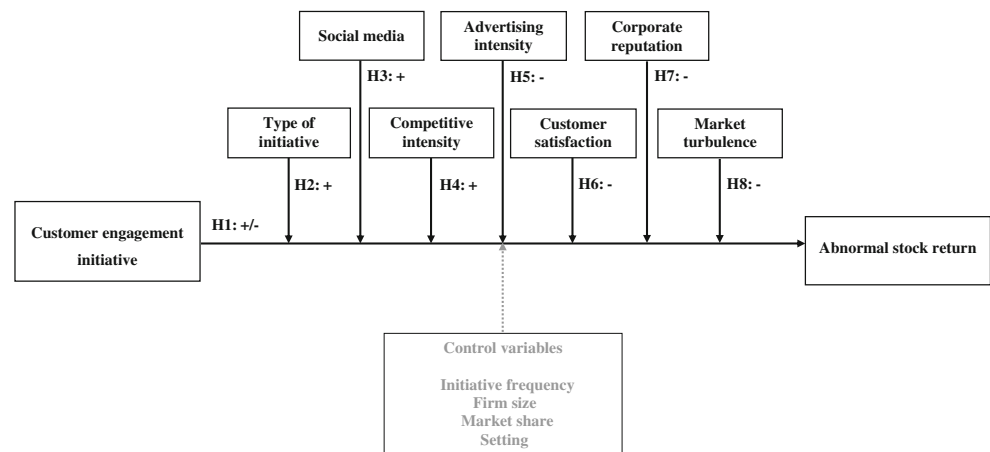 Social media
Advertising
intensity
Corporate
reputation
H3: +
H5: -
H7: -
Type of
initiative
Competitive
intensity
Customer
satisfaction
Market
turbulence
H2: +
H4: +
H6: -
H8: -
Customer engagement
initiative
H1: +/-
Abnormal stock return
Control variables
Initiative frequency
Firm size
Market share
Setting